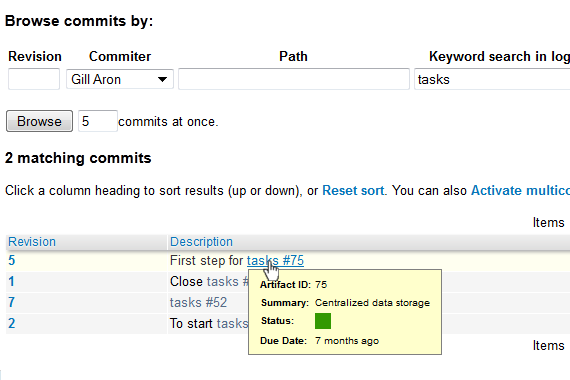 Browse commits by:
Revision Commiter Path Keyword search in log
Gill Aron tasks
Browse 5 commits at once.
2 matching commits
Click a column heading to sort results (up or down), or Reset sort. You can also Activate multico
Items
Revision Description
5 First step for tasks #75
1 Close tasks #
7 tasks #52
2 To start tasks
Artifact ID: 75
Summary: Centralized data storage
Status:
Due Date: 7 months ago
Items